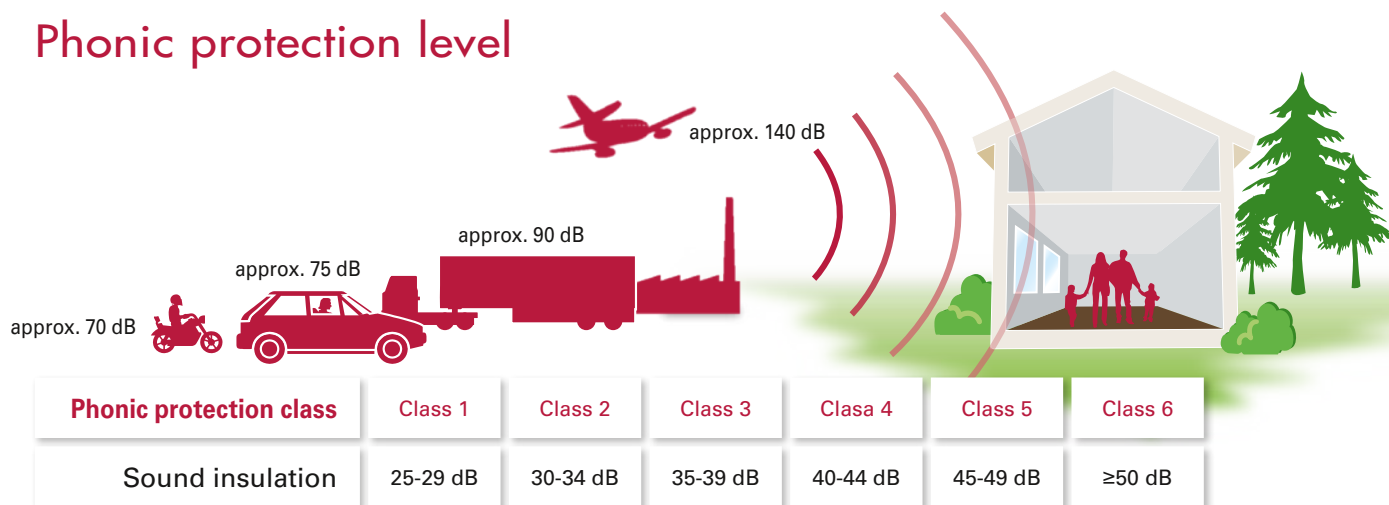 Phonic protection level
approx. 140 dB
approx. 90 dB
approx. 75 dB
approx. 70 dB
Phonic protection class Class 1 Class 2 Class 3 Clasa 4 Class 5 Class 6
Sound insulation 25-29 dB 30-34 dB 35-39 dB 40-44 dB 45-49 dB ≥50 dB